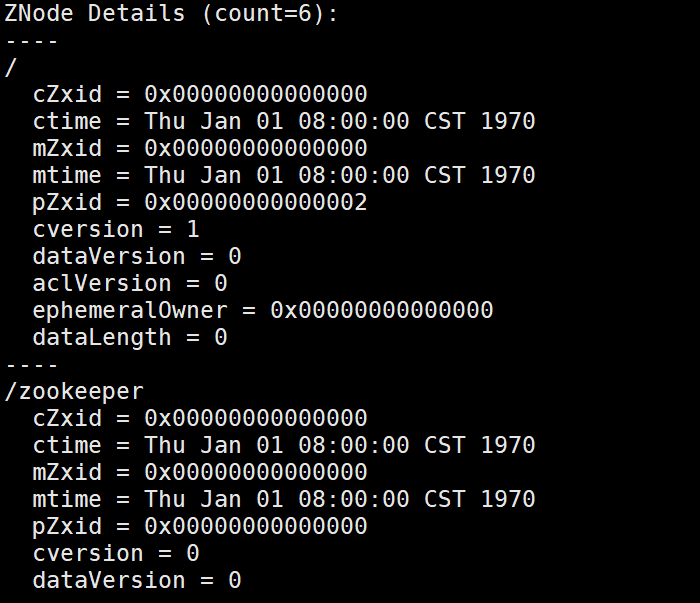 ZNode Details (count=6):
----
/
  cZxid = 0x00000000000000
  ctime = Thu Jan 01 08:00:00 CST 1970
  mZxid = 0x00000000000000
  mtime = Thu Jan 01 08:00:00 CST 1970
  pZxid = 0x00000000000002
  cversion = 1
  dataVersion = 0
  aclVersion = 0
  ephemeralOwner = 0x00000000000000
  dataLength = 0
----
/zookeeper
  cZxid = 0x00000000000000
  ctime = Thu Jan 01 08:00:00 CST 1970
  mZxid = 0x00000000000000
  mtime = Thu Jan 01 08:00:00 CST 1970
  pZxid = 0x00000000000000
  cversion = 0
  dataVersion = 0